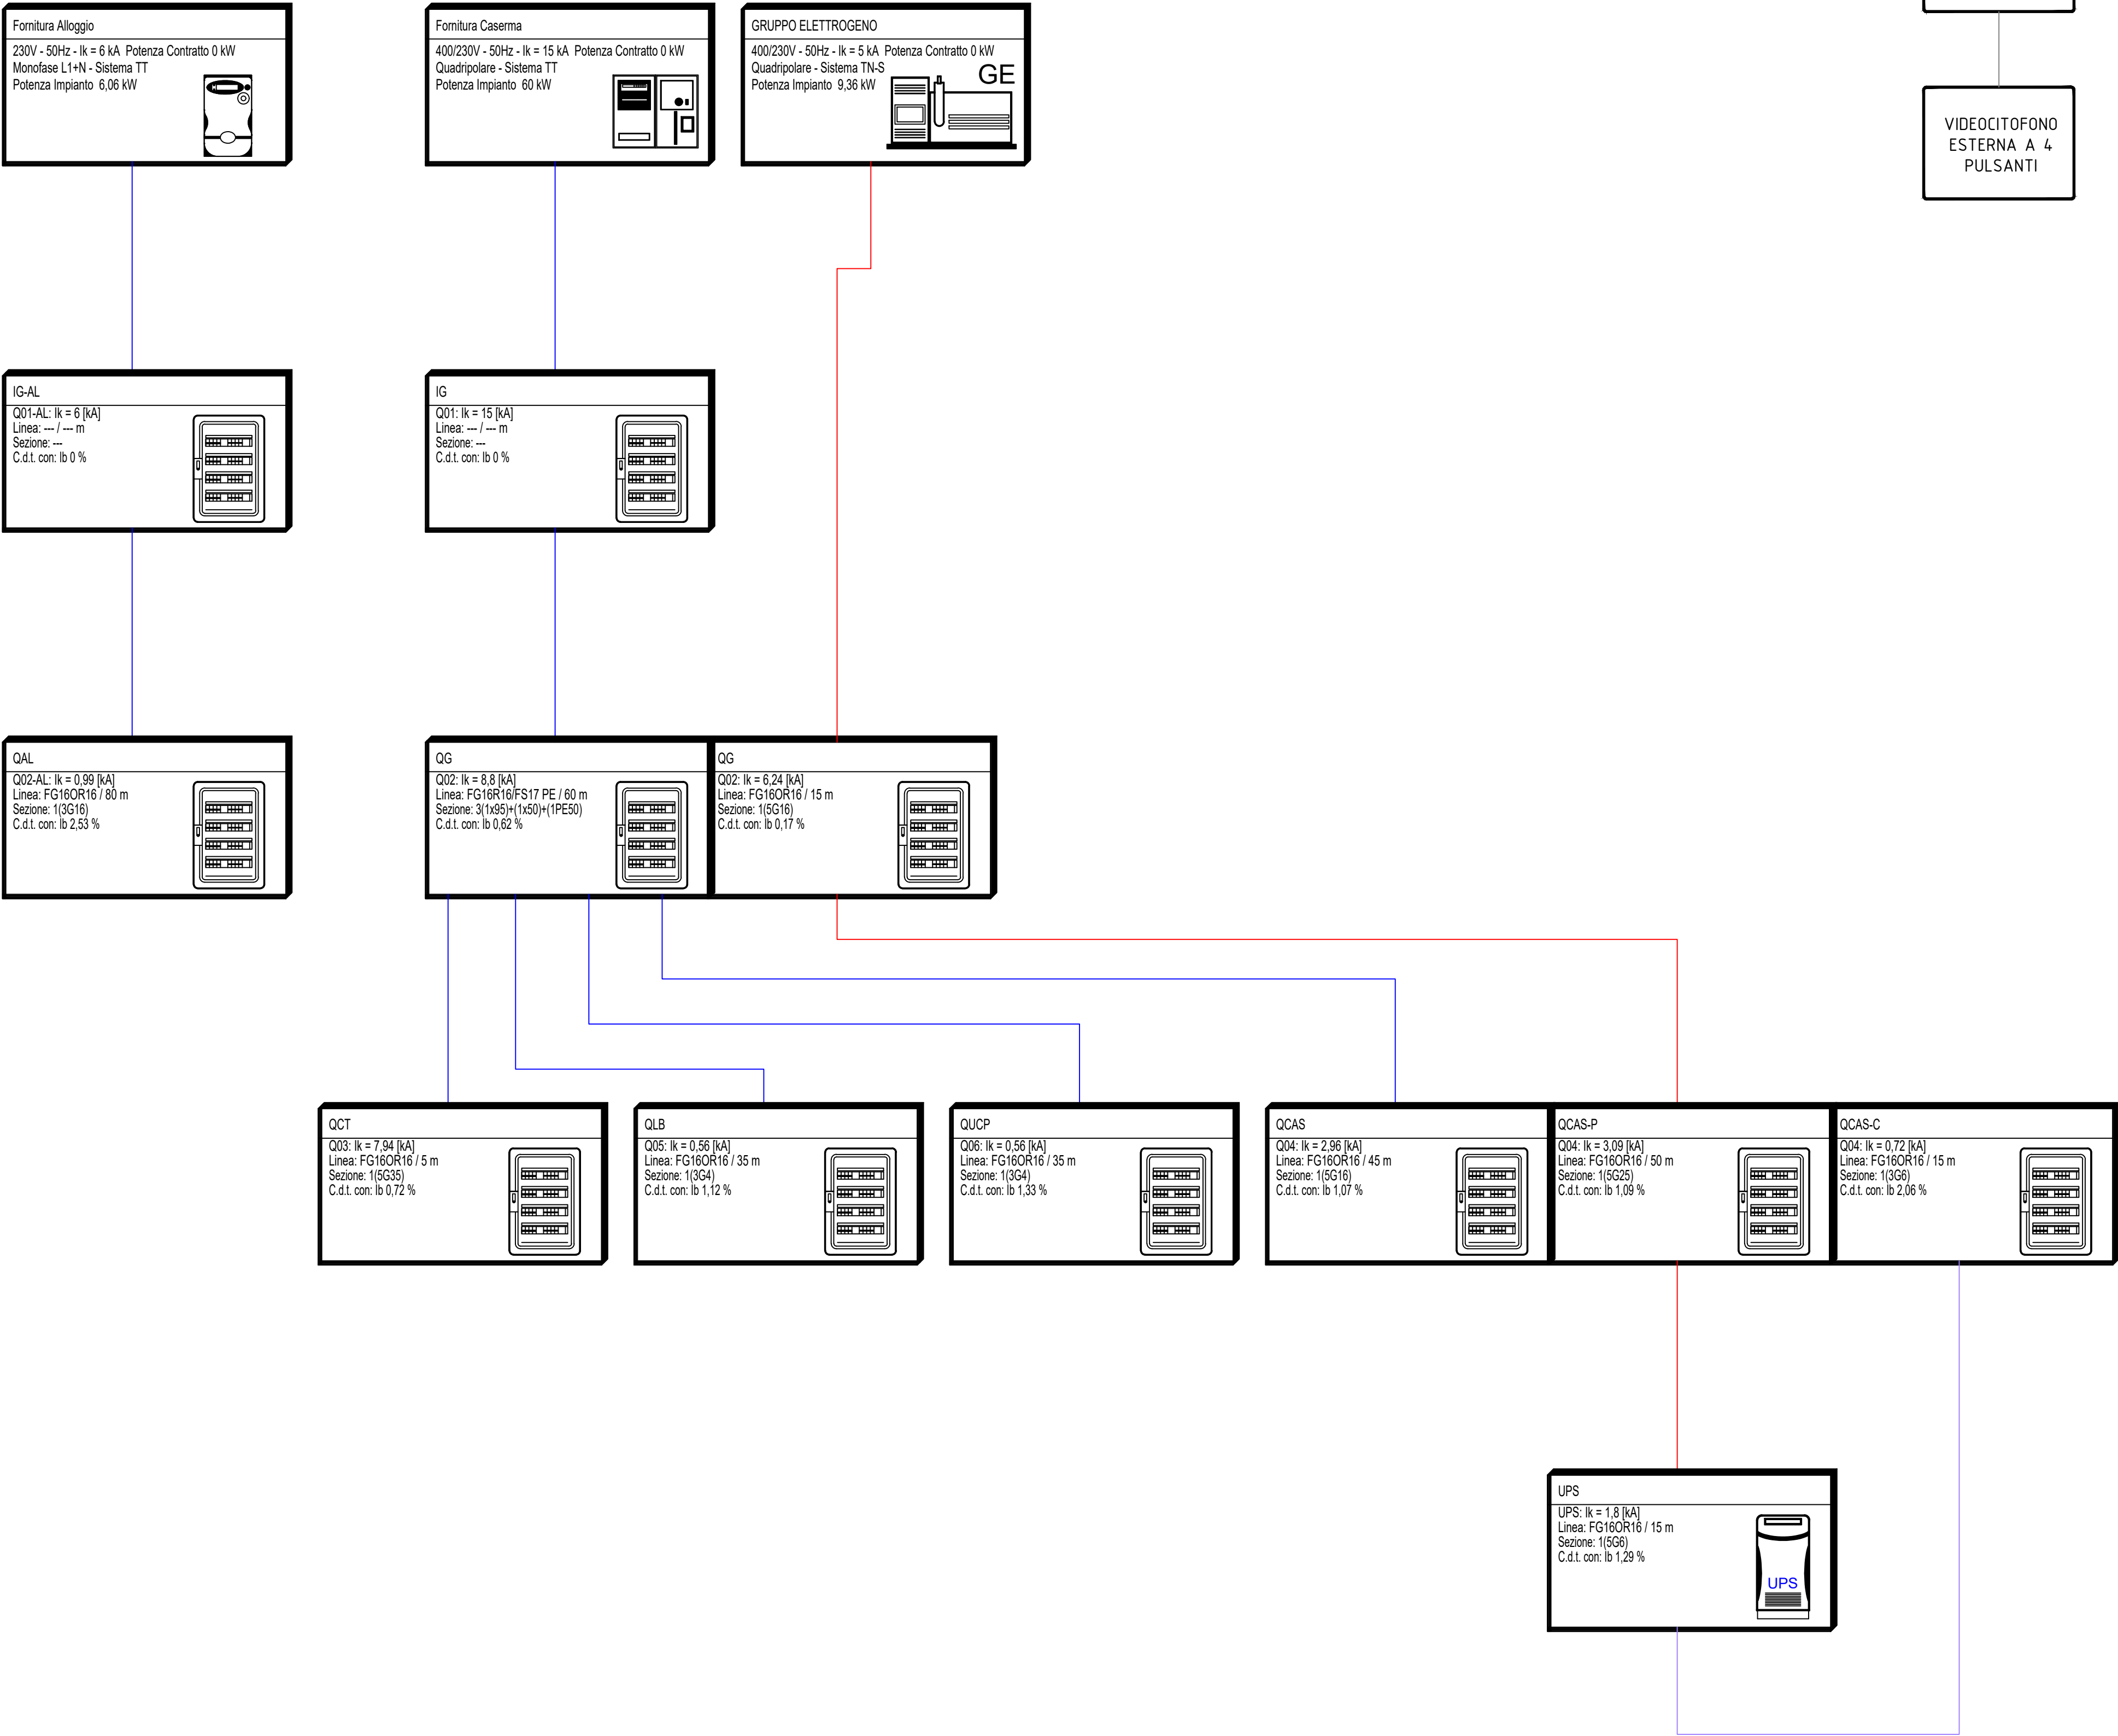 Fornitura Alloggio
230V - 50Hz - Ik = 6 kA  Potenza Contratto 0 kW
Monofase L1+N - Sistema TT
Potenza Impianto  6,06 kW
Fornitura Caserma
400/230V - 50Hz - Ik = 15 kA  Potenza Contratto 0 kW
Quadripolare - Sistema TT
Potenza Impianto  60 kW
GRUPPO ELETTROGENO
400/230V - 50Hz - Ik = 5 kA  Potenza Contratto 0 kW
Quadripolare - Sistema TN-S
Potenza Impianto  9,36 kW
GE
VIDEOCITOFONO
ESTERNA A 4
PULSANTI
IG-AL
Q01-AL: Ik = 6 [kA]
Linea: --- / --- m
Sezione: ---
C.d.t. con: Ib 0 %
IG
Q01: Ik = 15 [kA]
Linea: --- / --- m
Sezione: ---
C.d.t. con: Ib 0 %
QAL
Q02-AL: Ik = 0,99 [kA]
Linea: FG16OR16 / 80 m
Sezione: 1(3G16)
C.d.t. con: Ib 2,53 %
QG
Q02: Ik = 8,8 [kA]
Linea: FG16R16/FS17 PE / 60 m
Sezione: 3(1x95)+(1x50)+(1PE50)
C.d.t. con: Ib 0,62 %
QG
Q02: Ik = 6,24 [kA]
Linea: FG16OR16 / 15 m
Sezione: 1(5G16)
C.d.t. con: Ib 0,17 %
QCT
Q03: Ik = 7,94 [kA]
Linea: FG16OR16 / 5 m
Sezione: 1(5G35)
C.d.t. con: Ib 0,72 %
QLB
Q05: Ik = 0,56 [kA]
Linea: FG16OR16 / 35 m
Sezione: 1(3G4)
C.d.t. con: Ib 1,12 %
QUCP
Q06: Ik = 0,56 [kA]
Linea: FG16OR16 / 35 m
Sezione: 1(3G4)
C.d.t. con: Ib 1,33 %
QCAS
Q04: Ik = 2,96 [kA]
Linea: FG16OR16 / 45 m
Sezione: 1(5G16)
C.d.t. con: Ib 1,07 %
QCAS-P
Q04: Ik = 3,09 [kA]
Linea: FG16OR16 / 50 m
Sezione: 1(5G25)
C.d.t. con: Ib 1,09 %
QCAS-C
Q04: Ik = 0,72 [kA]
Linea: FG16OR16 / 15 m
Sezione: 1(3G6)
C.d.t. con: Ib 2,06 %
UPS
UPS: Ik = 1,8 [kA]
Linea: FG16OR16 / 15 m
Sezione: 1(5G6)
C.d.t. con: Ib 1,29 %
UPS